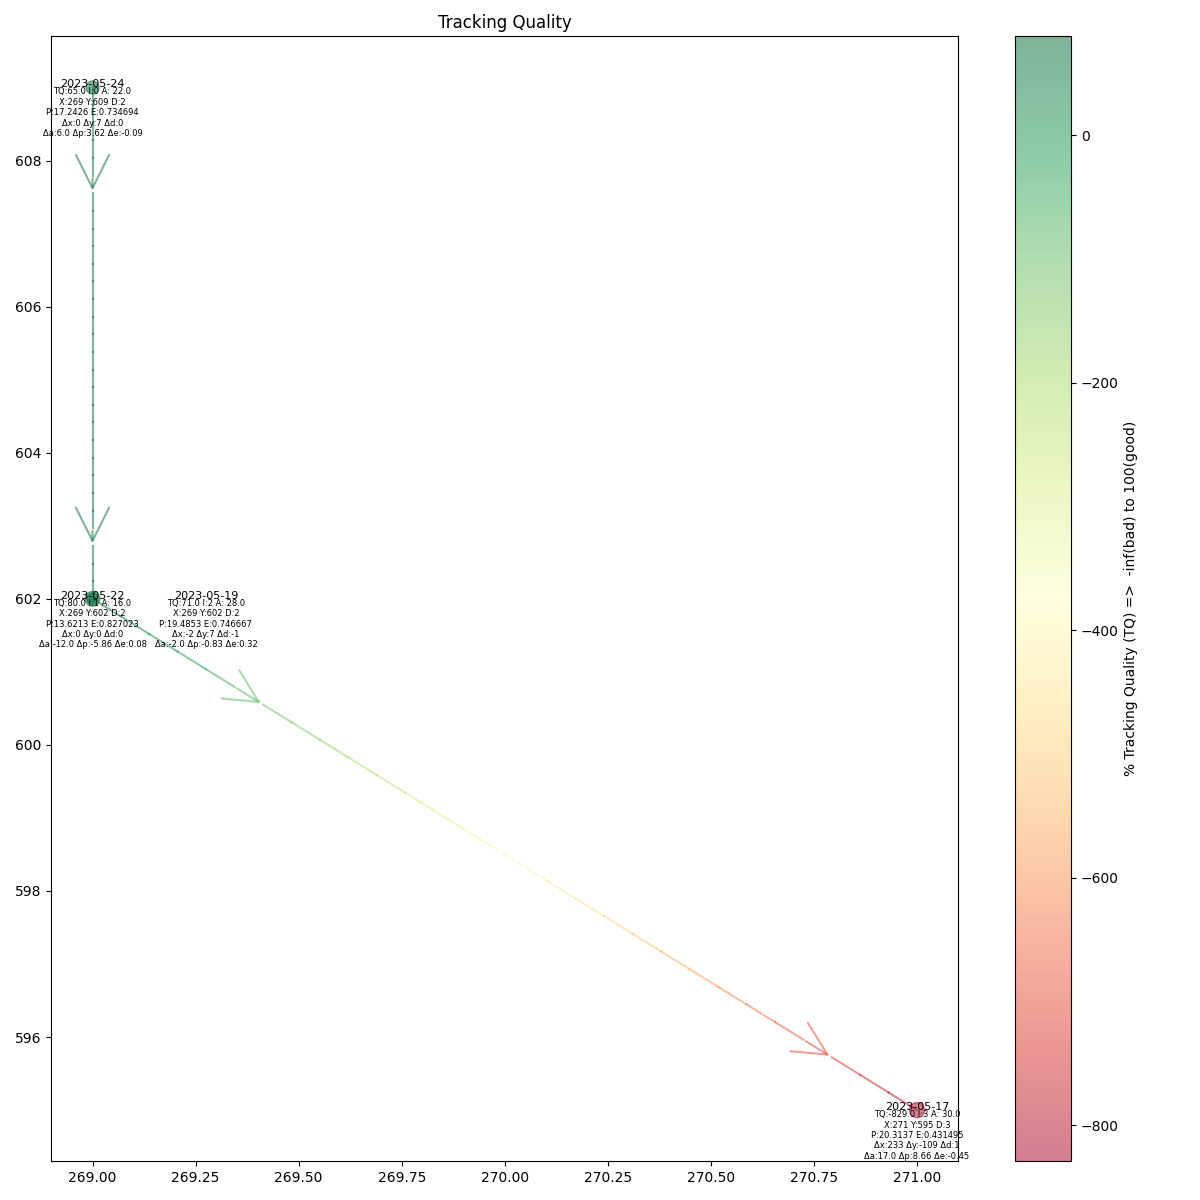 Tracking Quality
2023-05-24
TQ:65.0 A: 22.0
X:269 Y:609 D:2
P:17.2426 E:0.734694
Δx:0 Δy:7 Δd:0
Δa:6.0 Δp:3.62 Δe:-0.09
2023-05-22
TQ:80.0 A: 16.0
X:269 Y:602 D:2
P:13.6213 E:0.827023
Δx:0 Δy:0 Δd:0
Δa:-12.0 Δp:-5.86 Δe:0.08
2023-05-19
TQ:71.0 I:2 A: 28.0
X:269 Y:602 D:2
P:19.4853 E:0.746667
Δx:-2 Δy:7 Δd:-1
Δa:-2.0 Δp:-0.83 Δe:0.32
2023-05-17
TQ:-829.0 I:3 A: 30.0
X:271 Y:595 D:3
P:20.3137 E:0.431495
Δx:233 Δy:-109 Δd:1
Δa:17.0 Δp:8.66 Δe:-0.45
608
606
604
602
600
598
596
269.00 269.25 269.50 269.75 270.00 270.25 270.50 270.75 271.00
0
−200
−400
−600
−800
% Tracking Quality (TQ) => -inf(bad) to 100(good)